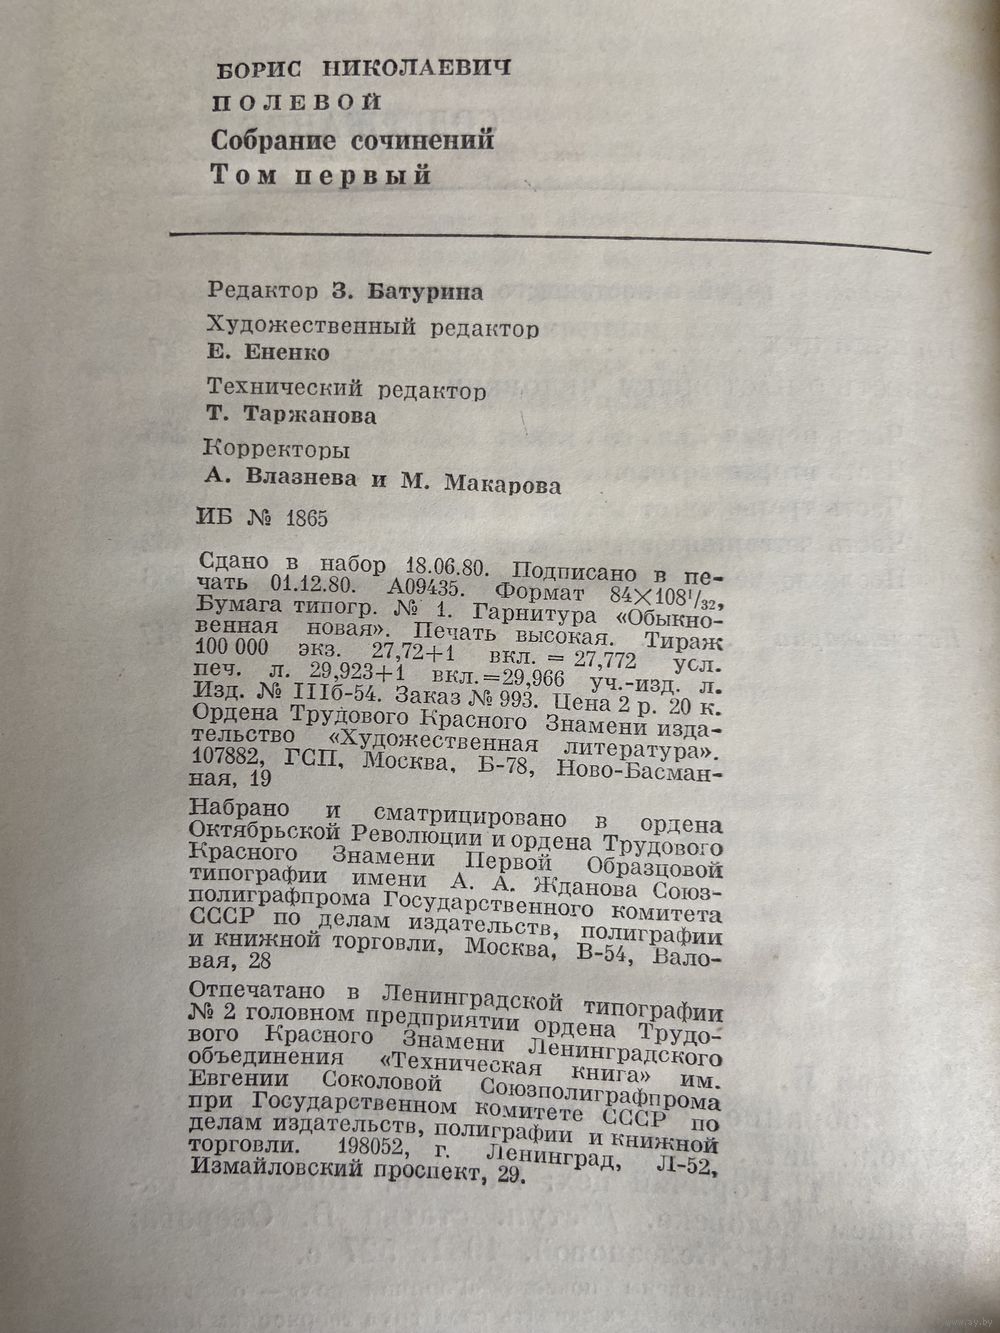 БОРИС НИКОЛАЕВИЧ
ПОЛЕВОЙ
Собрание сочинений
Том первый
Редактор З. Батурина
Художественный редактор
Е. Ененко
Технический редактор
Т. Таржанова
Корректоры
А. Влазнева и М. Макарова
ИБ № 1865
Сдано в набор 18.06.80. Подписано в пе-
чать 01.12.80. А09435. Формат 84×108¹/₃₂,
Бумага типогр. № 1. Гарнитура «Обыкно-
венная новая». Печать высокая. Тираж
100 000 экз. 27,72+1 вкл. = 27,772 усл.
печ. л. 29,923+1 вкл.=29,966 уч.-изд. л.
Изд. № IIIб-54. Заказ № 993. Цена 2 р. 20 к.
Ордена Трудового Красного Знамени изда-
тельство «Художественная литература».
107882, ГСП, Москва, Б-78, Ново-Басман-
ная, 19
Набрано и сматрицировано в ордена
Октябрьской Революции и ордена Трудового
Красного Знамени Первой Образцовой
типографии имени А. А. Жданова Союз-
полиграфпрома Государственного комитета
СССР по делам издательств, полиграфии
и книжной торговли, Москва, В-54, Вало-
вая, 28
Отпечатано в Ленинградской типографии
№ 2 головном предприятии ордена Трудо-
вого Красного Знамени Ленинградского
объединения «Техническая книга» им.
Евгении Соколовой Союзполиграфпрома
при Государственном комитете СССР по
делам издательств, полиграфии и книжной
торговли. 198052, г. Ленинград, Л-52,
Измайловский проспект, 29.
www.ay.by